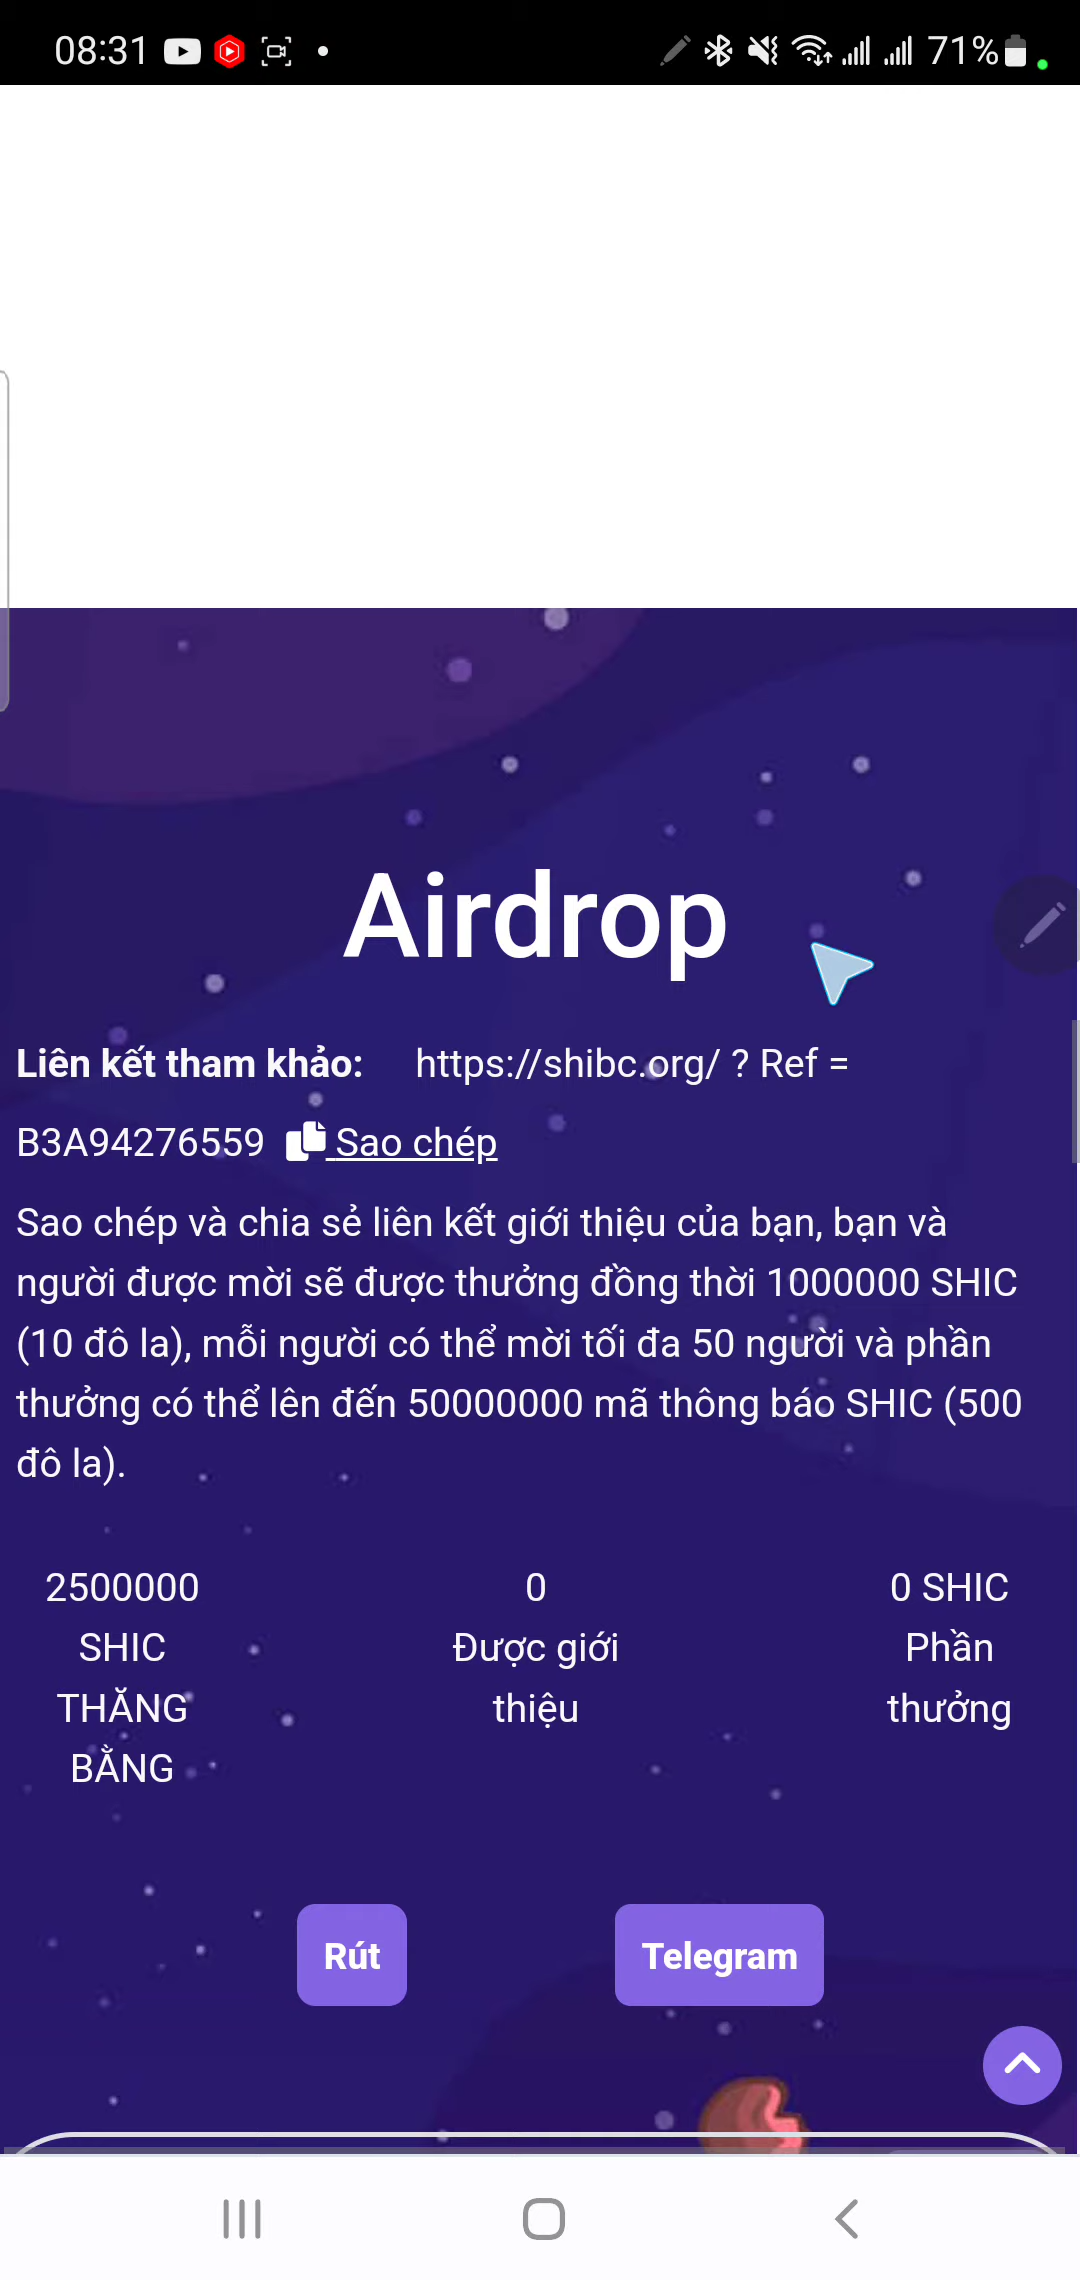 08:31
71%
Airdrop
Liên kết tham khảo: https://shibc.org/ ? Ref =
B3A94276559 Sao chép
Sao chép và chia sẻ liên kết giới thiệu của bạn, bạn và
người được mời sẽ được thưởng đồng thời 1000000 SHIC
(10 đô la), mỗi người có thể mời tối đa 50 người và phần
thưởng có thể lên đến 50000000 mã thông báo SHIC (500
đô la).
2500000
SHIC
THĂNG
BẰNG
0
Được giới
thiệu
0 SHIC
Phần
thưởng
Rút
Telegram